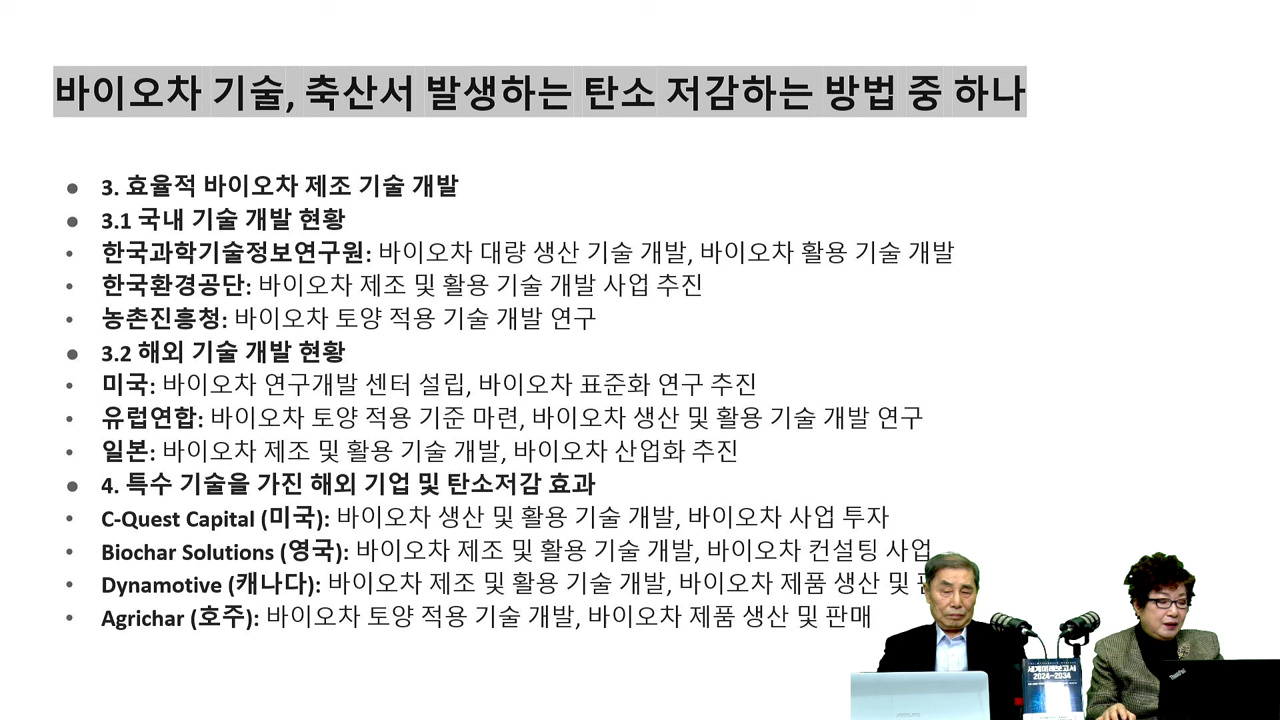 바이오차 기술, 축산서 발생하는 탄소 저감하는 방법 중 하나
● 3. 효율적 바이오차 제조 기술 개발
● 3.1 국내 기술 개발 현황
• 한국과학기술정보연구원: 바이오차 대량 생산 기술 개발, 바이오차 활용 기술 개발
• 한국환경공단: 바이오차 제조 및 활용 기술 개발 사업 추진
• 농촌진흥청: 바이오차 토양 적용 기술 개발 연구
● 3.2 해외 기술 개발 현황
• 미국: 바이오차 연구개발 센터 설립, 바이오차 표준화 연구 추진
• 유럽연합: 바이오차 토양 적용 기준 마련, 바이오차 생산 및 활용 기술 개발 연구
• 일본: 바이오차 제조 및 활용 기술 개발, 바이오차 산업화 추진
● 4. 특수 기술을 가진 해외 기업 및 탄소저감 효과
• C-Quest Capital (미국): 바이오차 생산 및 활용 기술 개발, 바이오차 사업 투자
• Biochar Solutions (영국): 바이오차 제조 및 활용 기술 개발, 바이오차 컨설팅 사업
• Dynamotive (캐나다): 바이오차 제조 및 활용 기술 개발, 바이오차 제품 생산 및
• Agrichar (호주): 바이오차 토양 적용 기술 개발, 바이오차 제품 생산 및 판매
세계미래보고서
2024-2034
ThinkPad